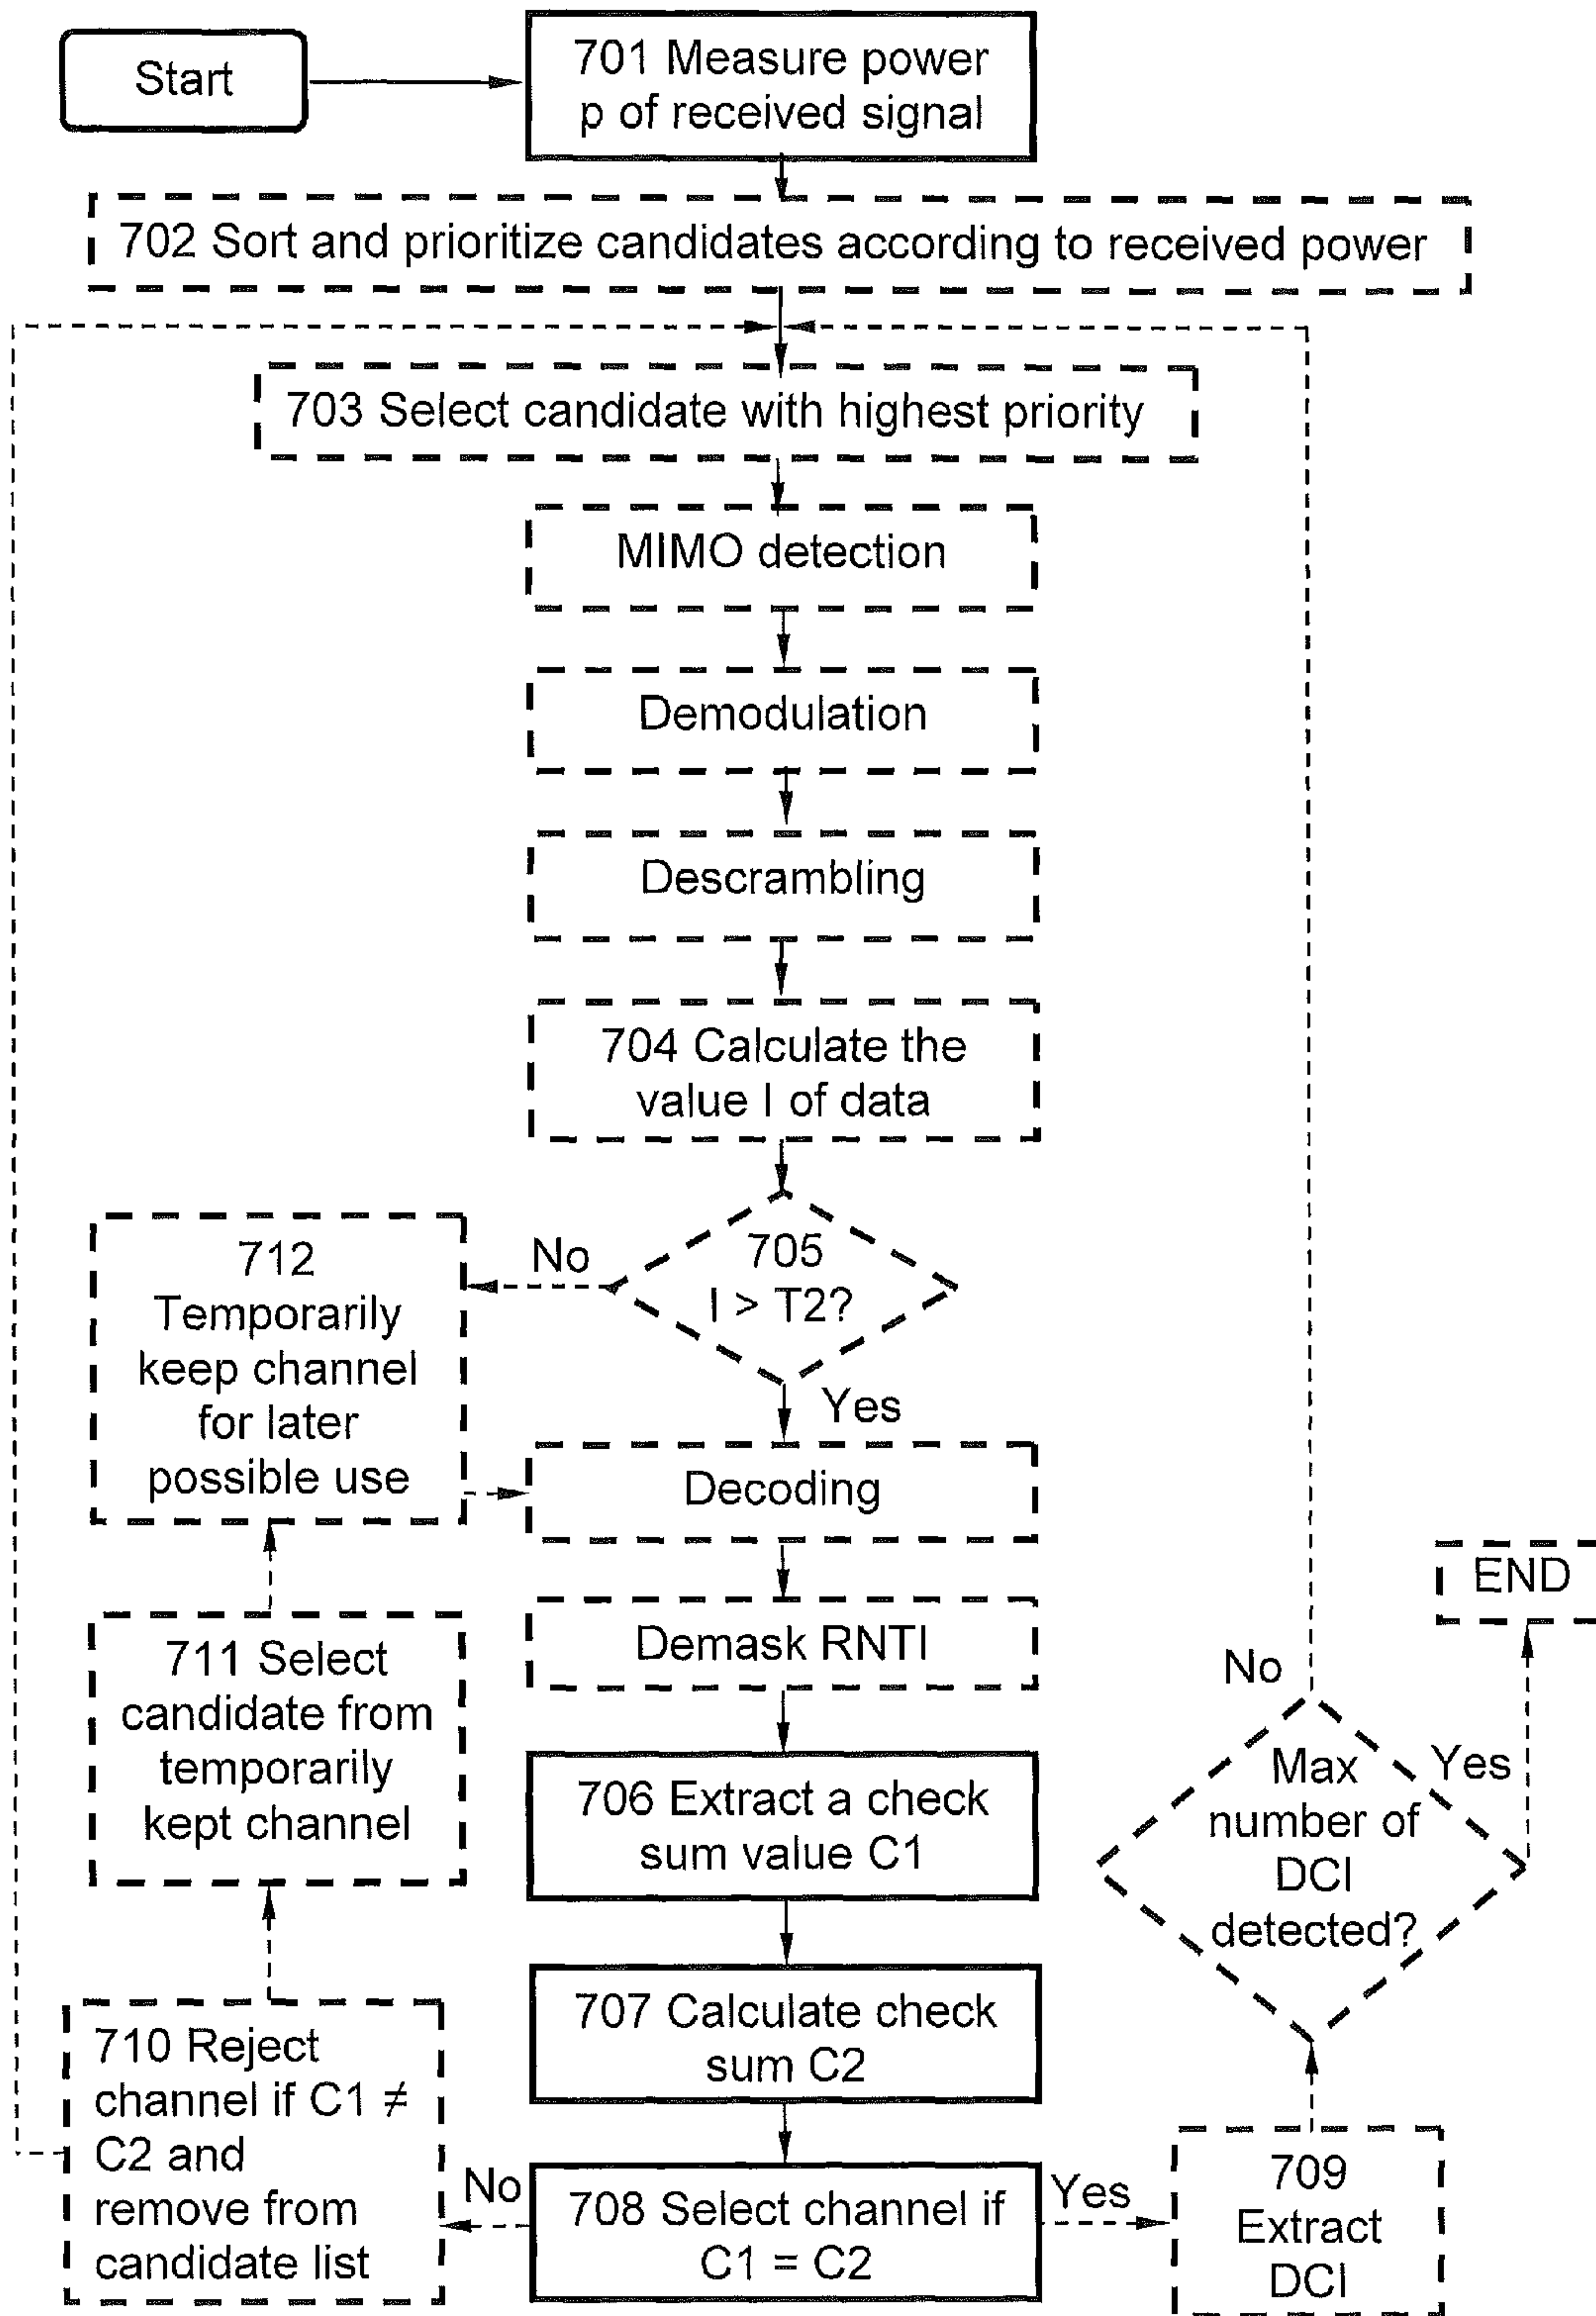 Start
701 Measure power
p of received signal
702 Sort and prioritize candidates according to received power
703 Select candidate with highest priority
MIMO detection
Demodulation
Descrambling
704 Calculate the
value I of data
705
I > T2?
No
Yes
712
Temporarily
keep channel
for later
possible use
Decoding
Demask RNTI
711 Select
candidate from
temporarily
kept channel
706 Extract a check
sum value C1
707 Calculate check
sum C2
708 Select channel if
C1 = C2
No
Yes
710 Reject
channel if C1 ≠
C2 and
remove from
candidate list
709
Extract
DCI
Max
number of
DCI
detected?
No
Yes
END